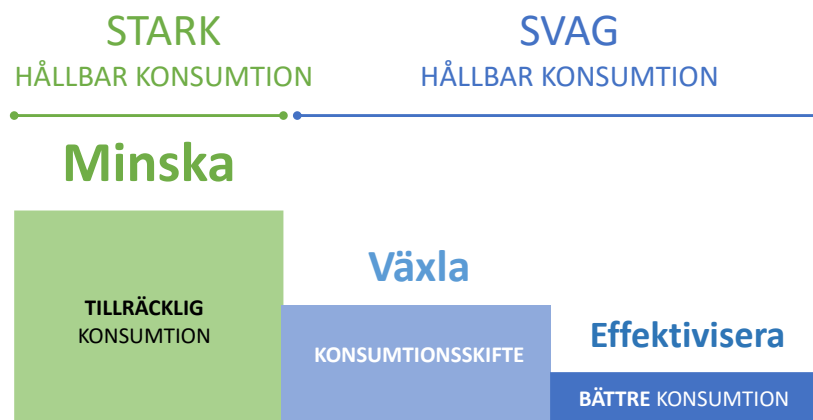 STARK
HÅLLBAR KONSUMTION
SVAG
HÅLLBAR KONSUMTION
Minska
TILLRÄCKLIG
KONSUMTION
Växla
KONSUMTIONSSKIFTE
Effektivisera
BÄTTRE KONSUMTION